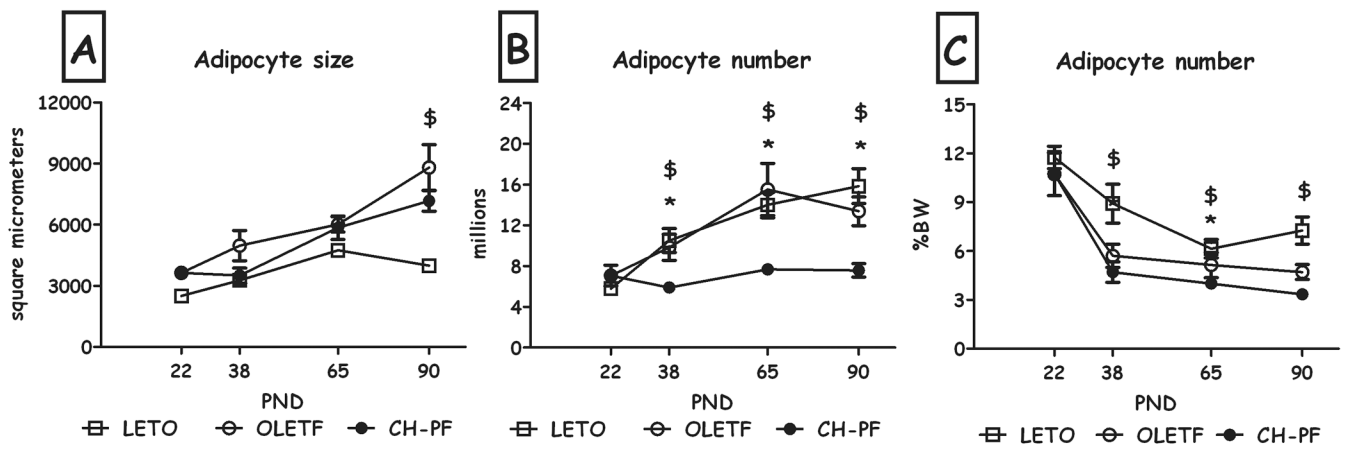 A
Adipocyte size
12000
9000
6000
3000
0
square micrometers
$
22 38 65 90
PND
LETO OLETF CH-PF
B
Adipocyte number
24
20
16
12
8
4
0
millions
$ $ $
* * *
22 38 65 90
PND
LETO OLETF CH-PF
C
Adipocyte number
15
12
9
6
3
0
%BW
$ $ $
*
22 38 65 90
PND
LETO OLETF CH-PF